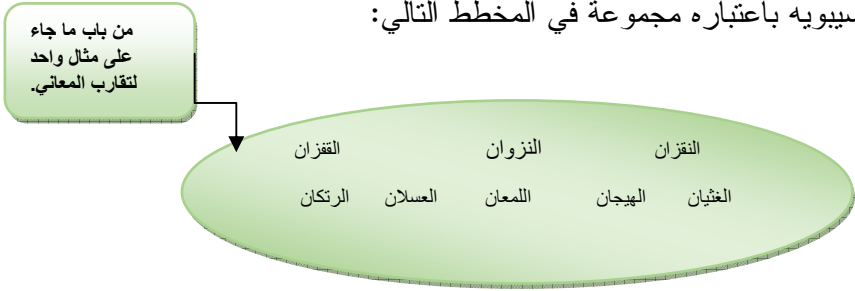 سيبويه باعتباره مجموعة في المخطط التالي:
من باب ما جاء
على مثال واحد
لتقارب المعاني.
النقزان النزوان القفزان
الغثيان الهيجان اللمعان العسلان الرتكان